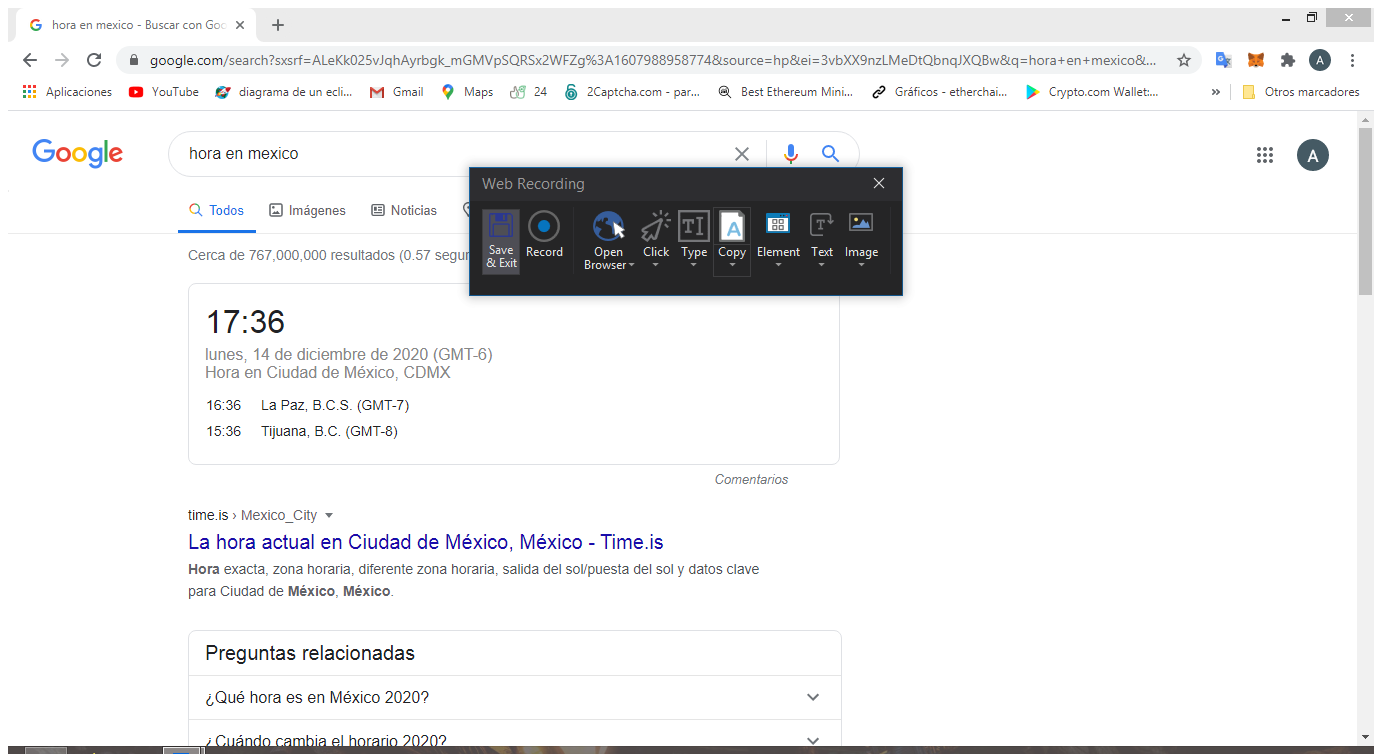 hora en mexico - Buscar con Goo
google.com/search?sxsrf=ALeKk025vJqhAyrbgk_mGMVpSQRSx2WFZg%3A1607988958774&source=hp&ei=3vbXX9nzLMeDtQbnqJXQBw&q=hora+en+mexico&...
A
Aplicaciones YouTube diagrama de un ecli... Gmail Maps 24 2Captcha.com - par... Best Ethereum Mini... Gráficos - etherchai... Crypto.com Wallet:... » Otros marcadores
Google hora en mexico A
Web Recording
Todos Imágenes Noticias
Save & Exit Record Open Browser Click Type Copy Element Text Image
Cerca de 767,000,000 resultados (0.57 segun
17:36
lunes, 14 de diciembre de 2020 (GMT-6)
Hora en Ciudad de México, CDMX
16:36 La Paz, B.C.S. (GMT-7)
15:36 Tijuana, B.C. (GMT-8)
Comentarios
time.is › Mexico_City
La hora actual en Ciudad de México, México - Time.is
Hora exacta, zona horaria, diferente zona horaria, salida del sol/puesta del sol y datos clave
para Ciudad de México, México.
Preguntas relacionadas
¿Qué hora es en México 2020?
¿Cuándo cambia el horario 2020?